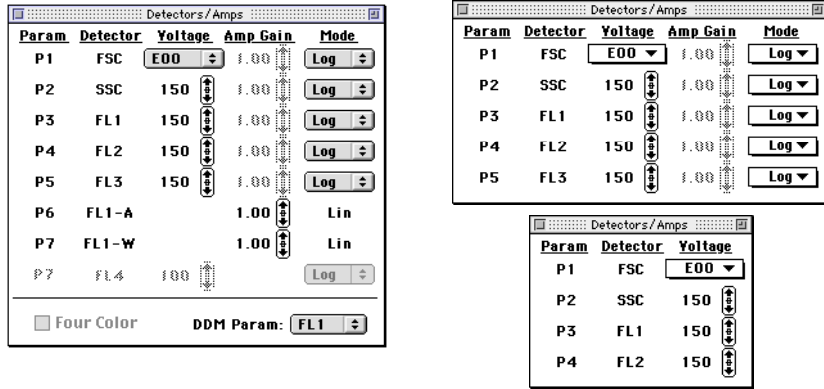 Detectors/Amps
Param Detector Voltage Amp Gain Mode
P1 FSC E00 1.00 Log
P2 SSC 150 1.00 Log
P3 FL1 150 1.00 Log
P4 FL2 150 1.00 Log
P5 FL3 150 1.00 Log
P6 FL1-A 1.00 Lin
P7 FL1-W 1.00 Lin
P7 FL4 100 Log
Four Color DDM Param: FL1
Detectors/Amps
Param Detector Voltage Amp Gain Mode
P1 FSC E00 1.00 Log
P2 SSC 150 1.00 Log
P3 FL1 150 1.00 Log
P4 FL2 150 1.00 Log
P5 FL3 150 1.00 Log
Detectors/Amps
Param Detector Voltage
P1 FSC E00
P2 SSC 150
P3 FL1 150
P4 FL2 150